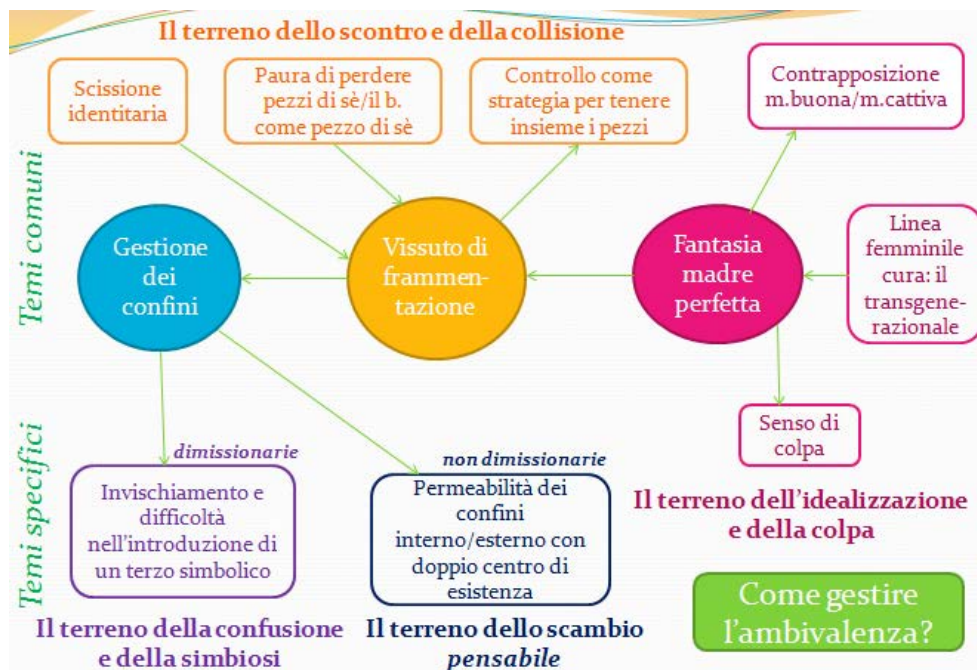 Il terreno dello scontro e della collisione
Scissione
identitaria
Paura di perdere
pezzi di sè/il b.
come pezzo di sè
Controllo come
strategia per tenere
insieme i pezzi
Contrapposizione
m.buona/m.cattiva
Temi comuni
Gestione
dei
confini
Vissuto di
frammen-
tazione
Fantasia
madre
perfetta
Linea
femminile
cura: il
transgene-
razionale
Temi specifici
dimissionarie
Invischiamento e
difficoltà
nell'introduzione di
un terzo simbolico
Il terreno della confusione
e della simbiosi
non dimissionarie
Permeabilità dei
confini
interno/esterno con
doppio centro di
esistenza
Il terreno dello scambio
pensabile
Senso di
colpa
Il terreno dell'idealizzazione
e della colpa
Come gestire
l'ambivalenza?